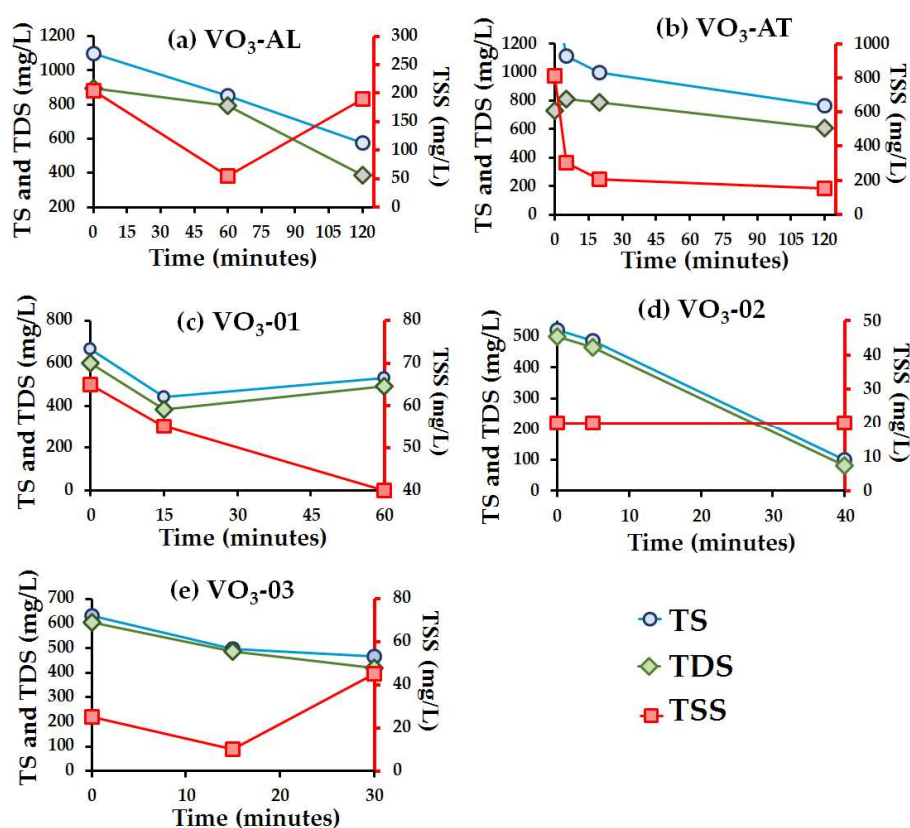 (a) VO₃-AL
TS and TDS (mg/L)
1200
1000
800
600
400
200
300
250
200
150
100
50
0
TSS (mg/L)
0 15 30 45 60 75 90 105 120
Time (minutes)
(b) VO₃-AT
TS and TDS (mg/L)
1200
1000
800
600
400
200
0
1000
800
600
400
200
0
TSS (mg/L)
0 15 30 45 60 75 90 105 120
Time (minutes)
(c) VO₃-01
TS and TDS (mg/L)
800
600
400
200
0
80
70
60
50
40
TSS (mg/L)
0 15 30 45 60
Time (minutes)
(d) VO₃-02
TS and TDS (mg/L)
500
400
300
200
100
0
50
40
30
20
10
0
TSS (mg/L)
0 10 20 30 40
Time (minutes)
(e) VO₃-03
TS and TDS (mg/L)
700
600
500
400
300
200
100
0
80
60
40
20
0
TSS (mg/L)
0 10 20 30
Time (minutes)
TS
TDS
TSS